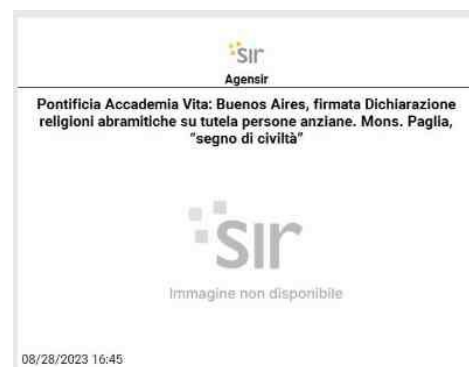 sir
Agensir
Pontificia Accademia Vita: Buenos Aires, firmata Dichiarazione
religioni abramitiche su tutela persone anziane. Mons. Paglia,
"segno di civiltà"
sir
Immagine non disponibile
08/28/2023 16:45